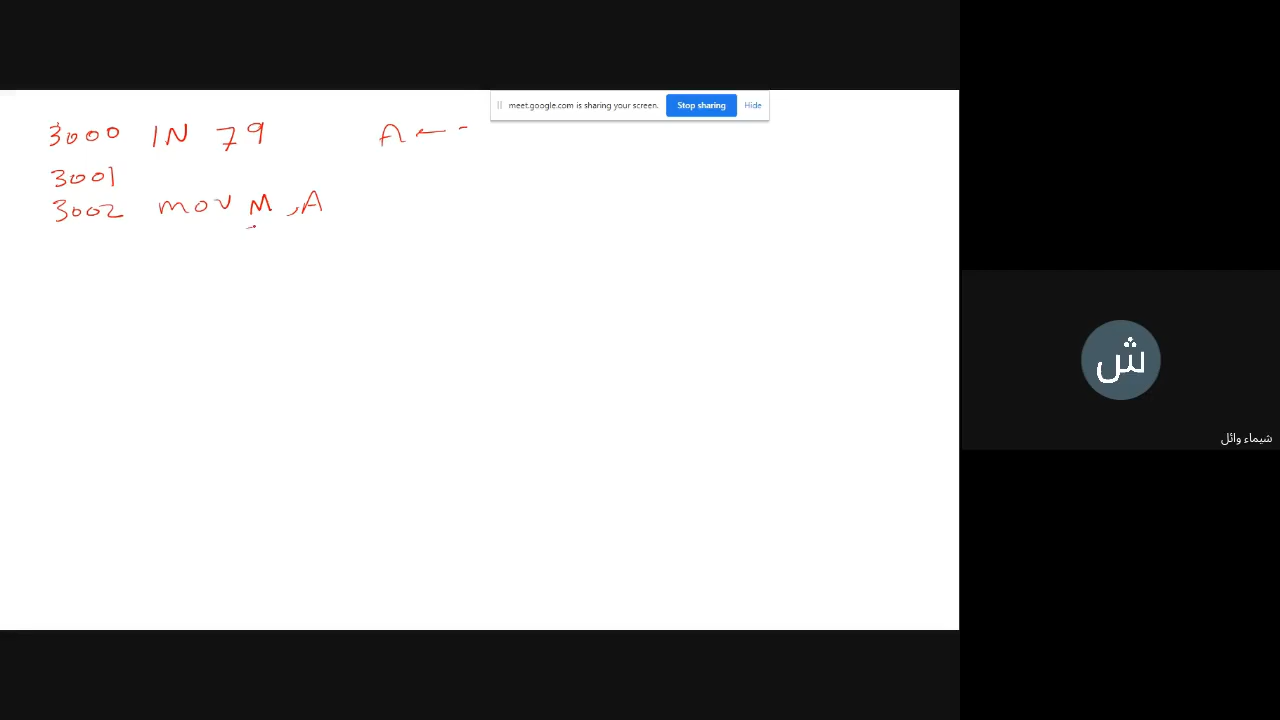 meet.google.com is sharing your screen. Stop sharing Hide
3000 IN 79 A ← -
3001
3002 MOV M , A
ش
شيماء وائل